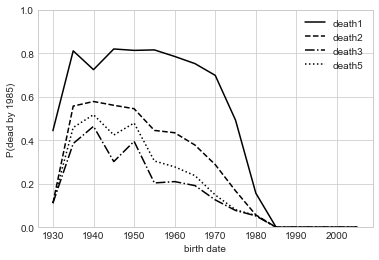 1.0
0.8
0.6
0.4
0.2
0.0
P(dead by 1985)
death1
death2
death3
death5
1930 1940 1950 1960 1970 1980 1990 2000
birth date